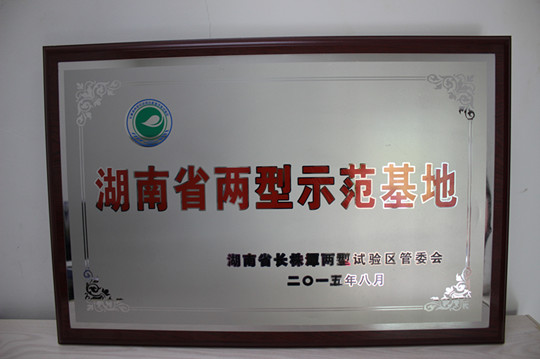 湖南省两型示范基地
湖南省长株潭两型试验区管委会
二〇一五年八月